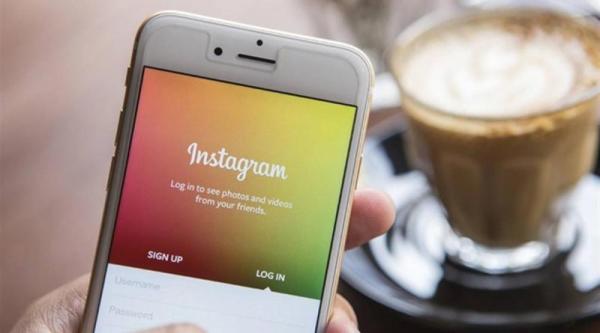 Instagram
Log in to see photos and videos
from your friends.
SIGN UP
LOG IN
Username
Password